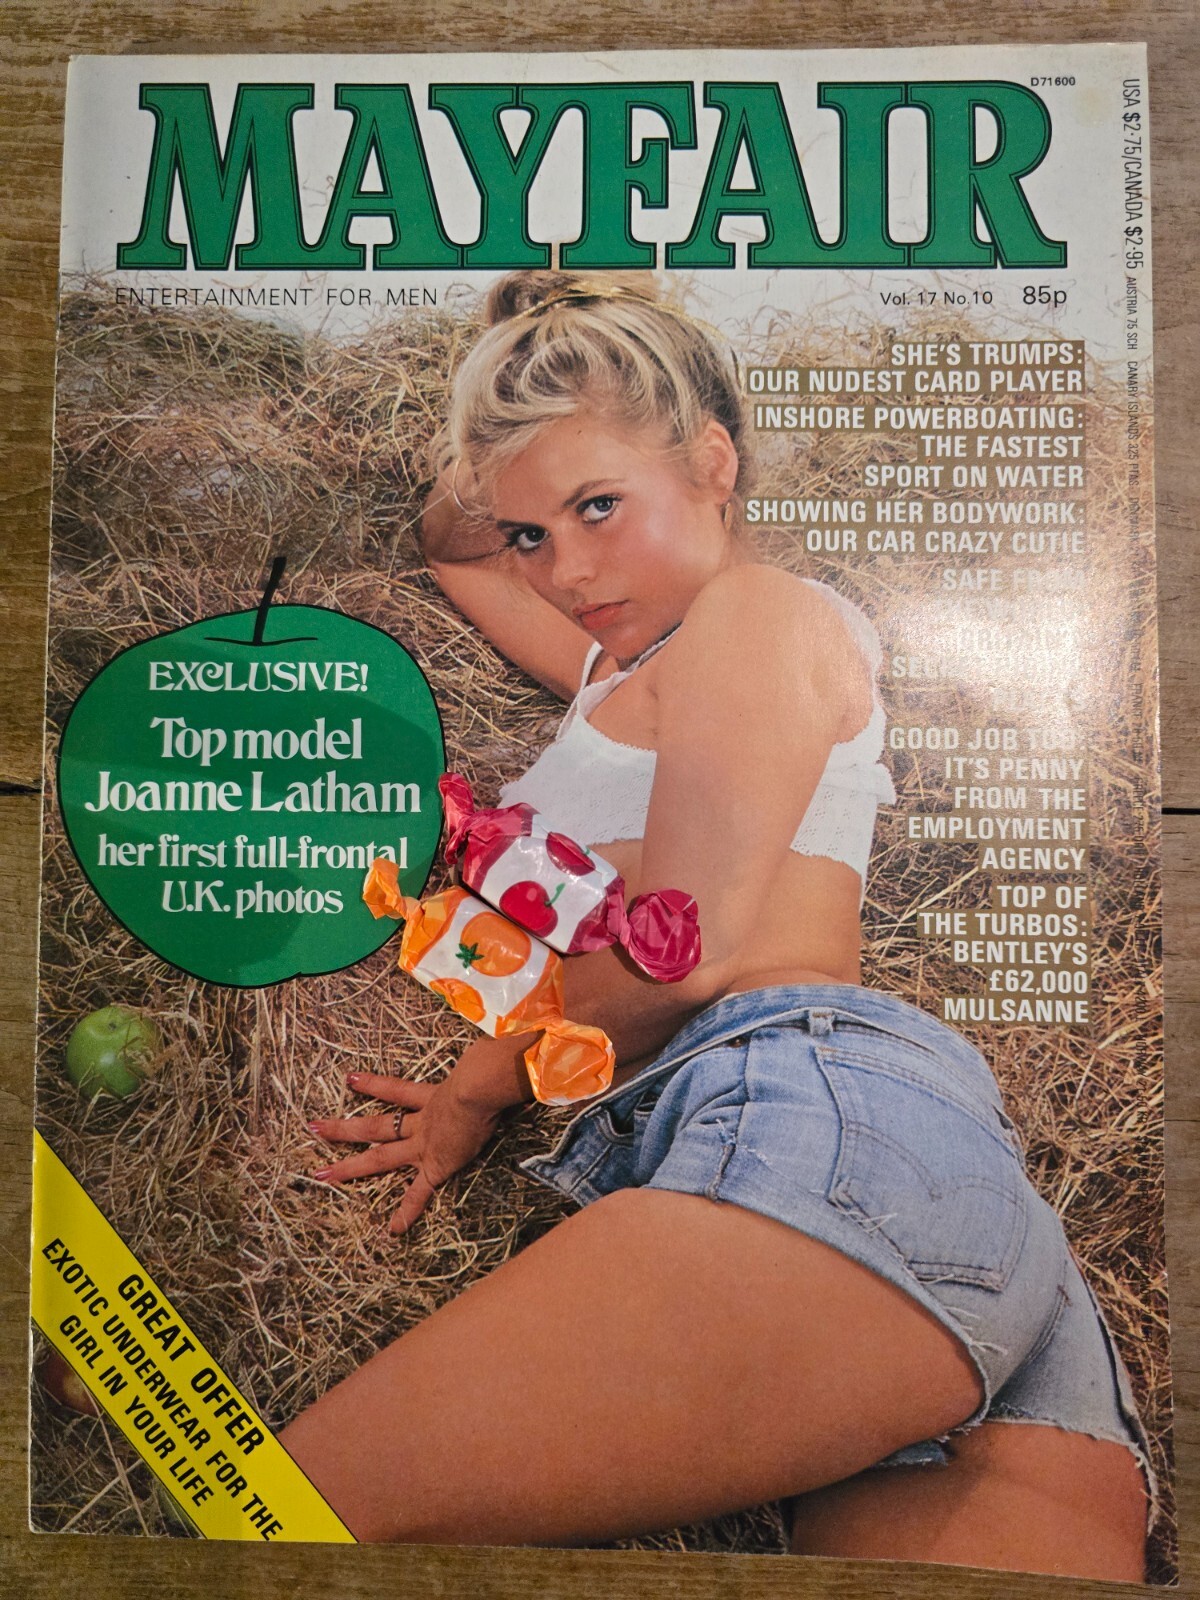 MAYFAIR
D71600
ENTERTAINMENT FOR MEN
Vol. 17 No.10 85p
USA $2·75/CANADA $2·95 AUSTRIA 75 SCH CANARY ISLANDS 325 PTAS
SHE'S TRUMPS:
OUR NUDEST CARD PLAYER
INSHORE POWERBOATING:
THE FASTEST
SPORT ON WATER
SHOWING HER BODYWORK:
OUR CAR CRAZY CUTIE
SAFE FROM
GOOD JOB TOO:
IT'S PENNY
FROM THE
EMPLOYMENT
AGENCY
TOP OF
THE TURBOS:
BENTLEY'S
£62,000
MULSANNE
EXCLUSIVE!
Top model
Joanne Latham
her first full-frontal
U.K. photos
GREAT OFFER
EXOTIC UNDERWEAR FOR THE
GIRL IN YOUR LIFE